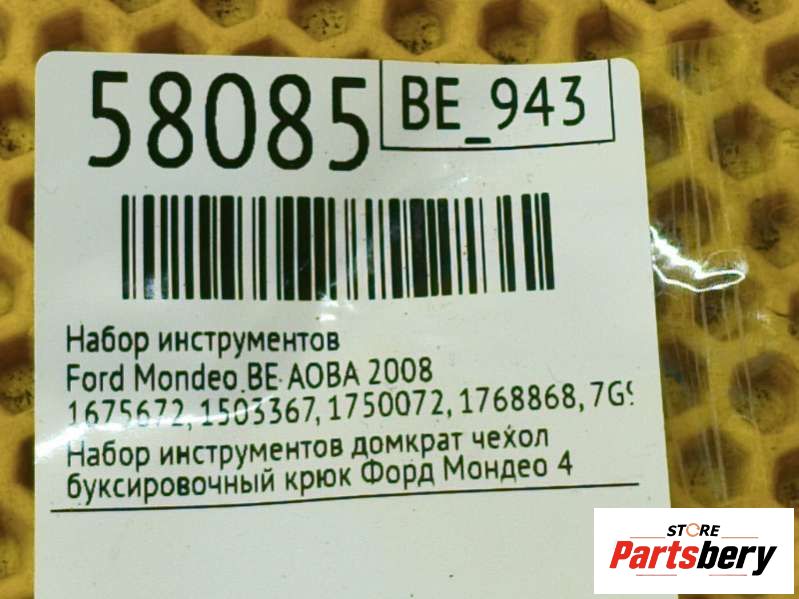 58085
BE_943
Набор инструментов
Ford Mondeo BE AOBA 2008
1675672, 1503367, 1750072, 1768868, 7G9
Набор инструментов домкрат чехол
буксировочный крюк Форд Мондео 4
STORE
Partsbery